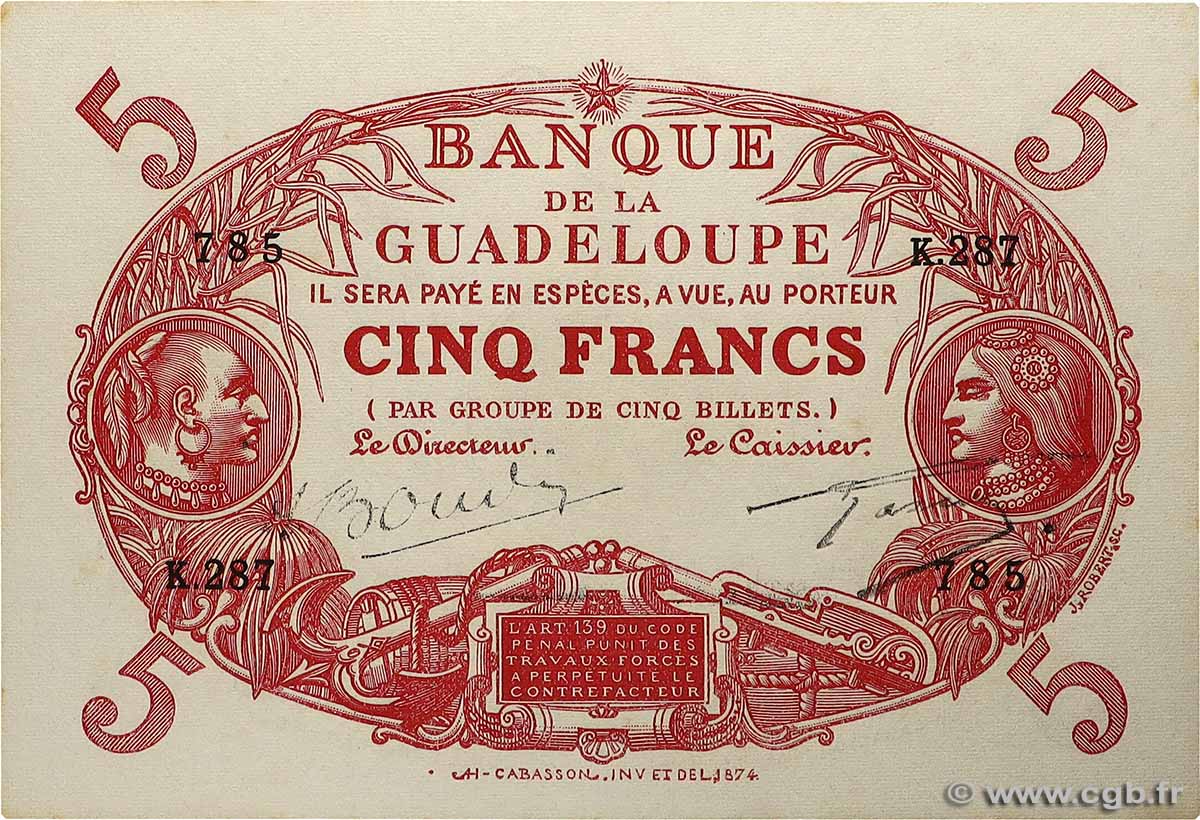 5 5
BANQUE
DE LA
785 GUADELOUPE K.287
IL SERA PAYÉ EN ESPÈCES, A VUE, AU PORTEUR
CINQ FRANCS
( PAR GROUPE DE CINQ BILLETS. )
Le Directeur. Le Caissier.
K.287 785
J. ROBERT SC.
L'ART 139 DU CODE
PENAL PUNIT DES
TRAVAUX FORCÉS
A PERPÉTUITÉ LE
CONTREFACTEUR
5 5
H-CABASSON. INV ET DEL, 1874.
© www.cgb.fr